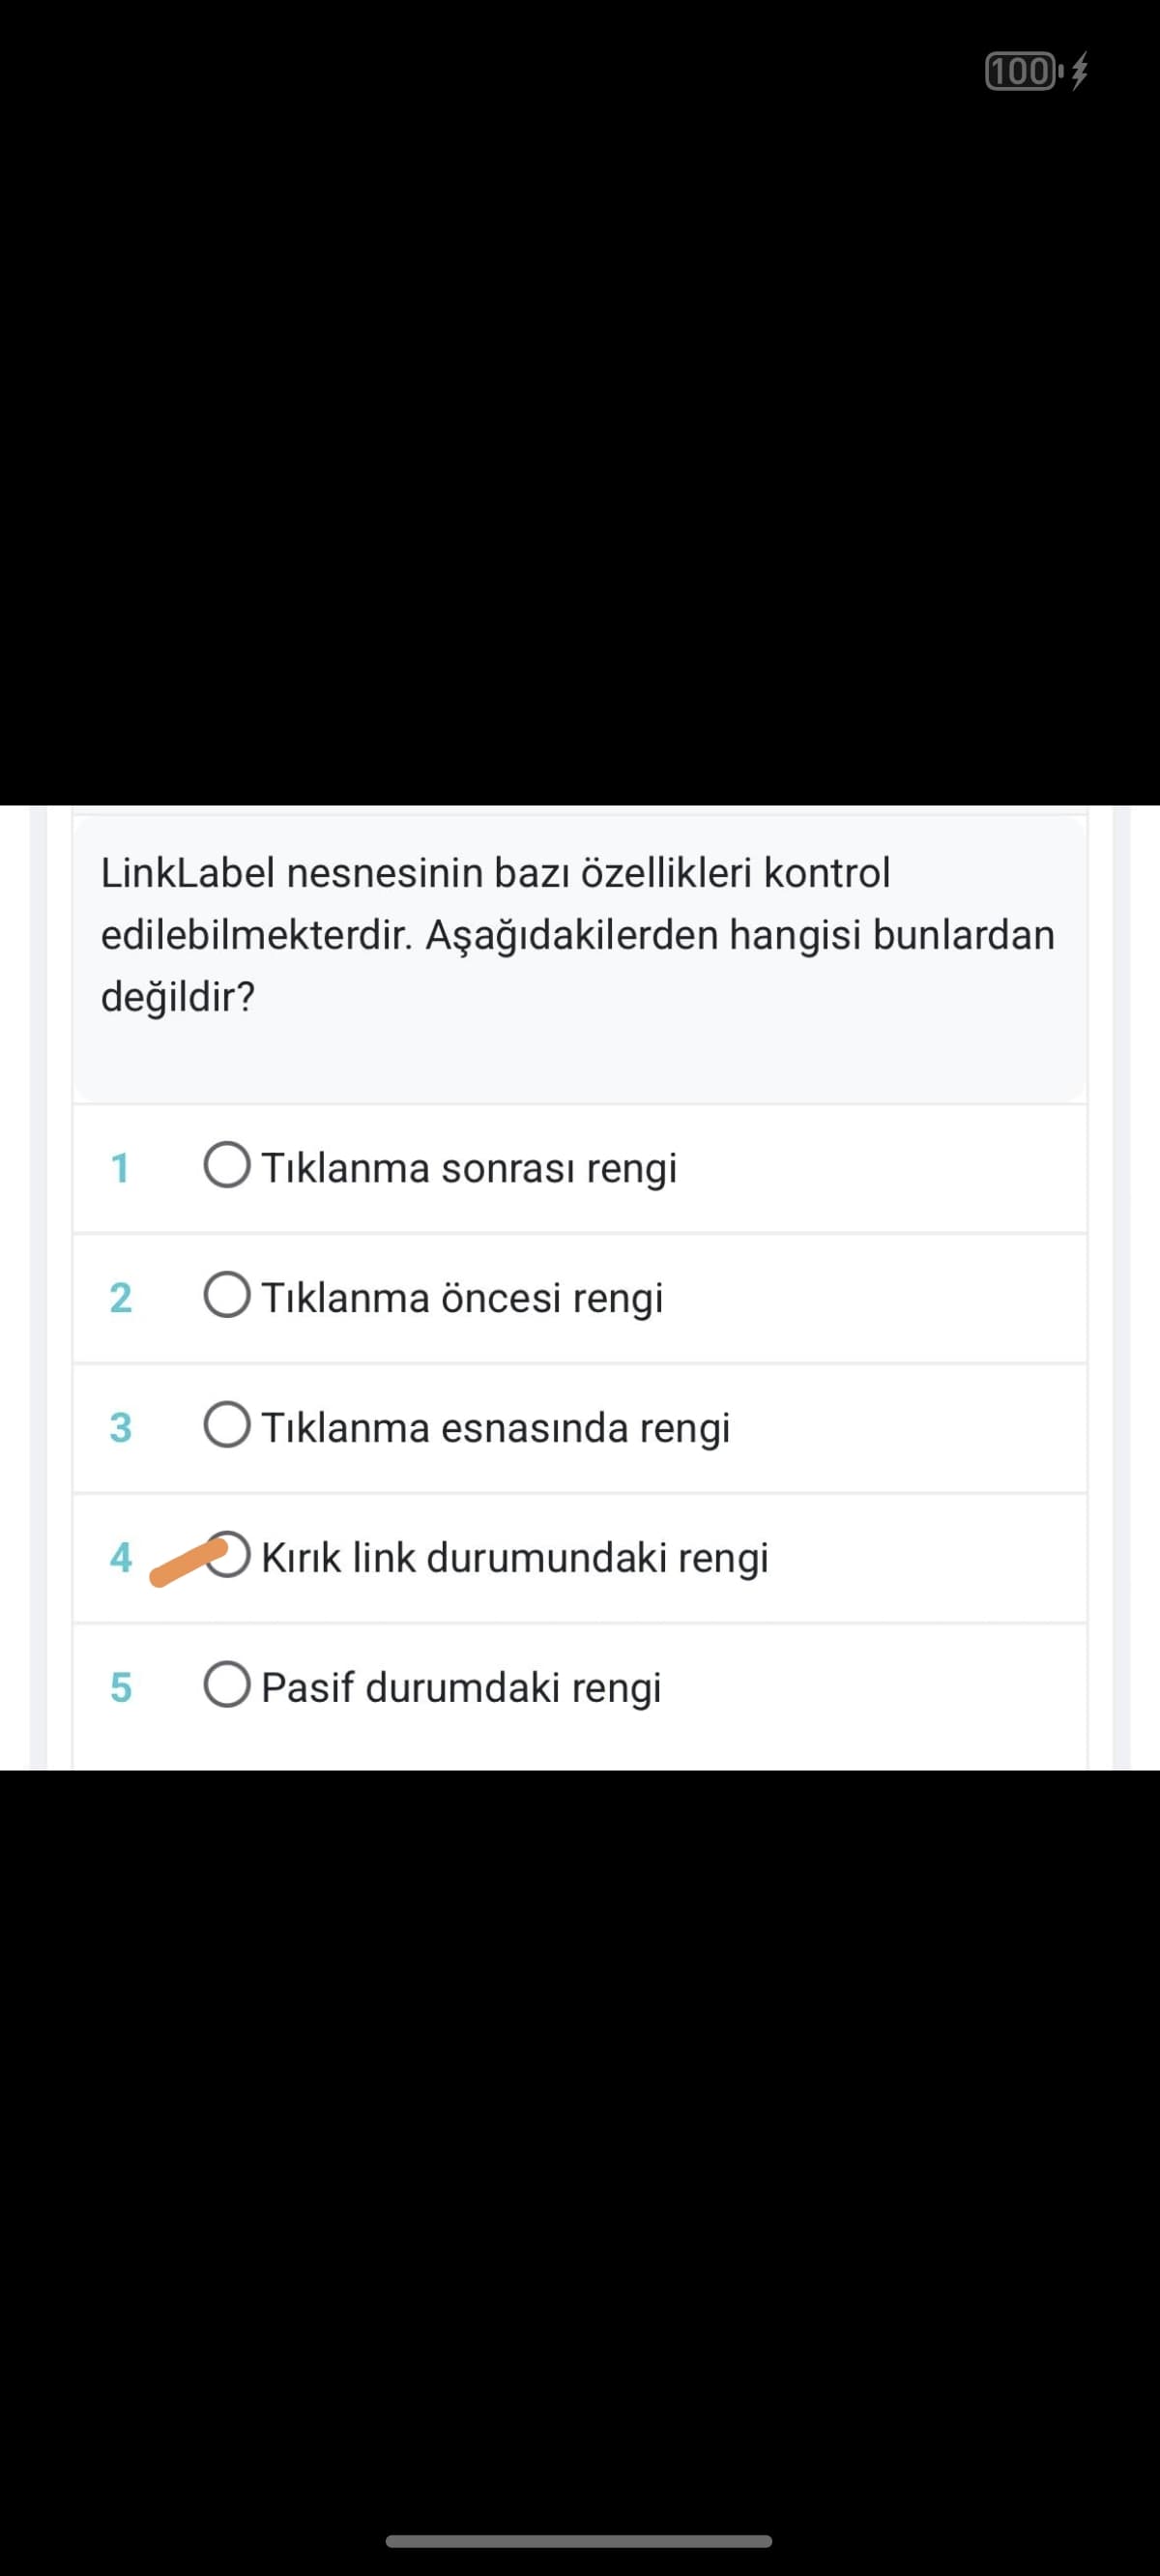 100
LinkLabel nesnesinin bazı özellikleri kontrol
edilebilmekterdir. Aşağıdakilerden hangisi bunlardan
değildir?
1 Tıklanma sonrası rengi
2 Tıklanma öncesi rengi
3 Tıklanma esnasında rengi
4 Kırık link durumundaki rengi
5 Pasif durumdaki rengi